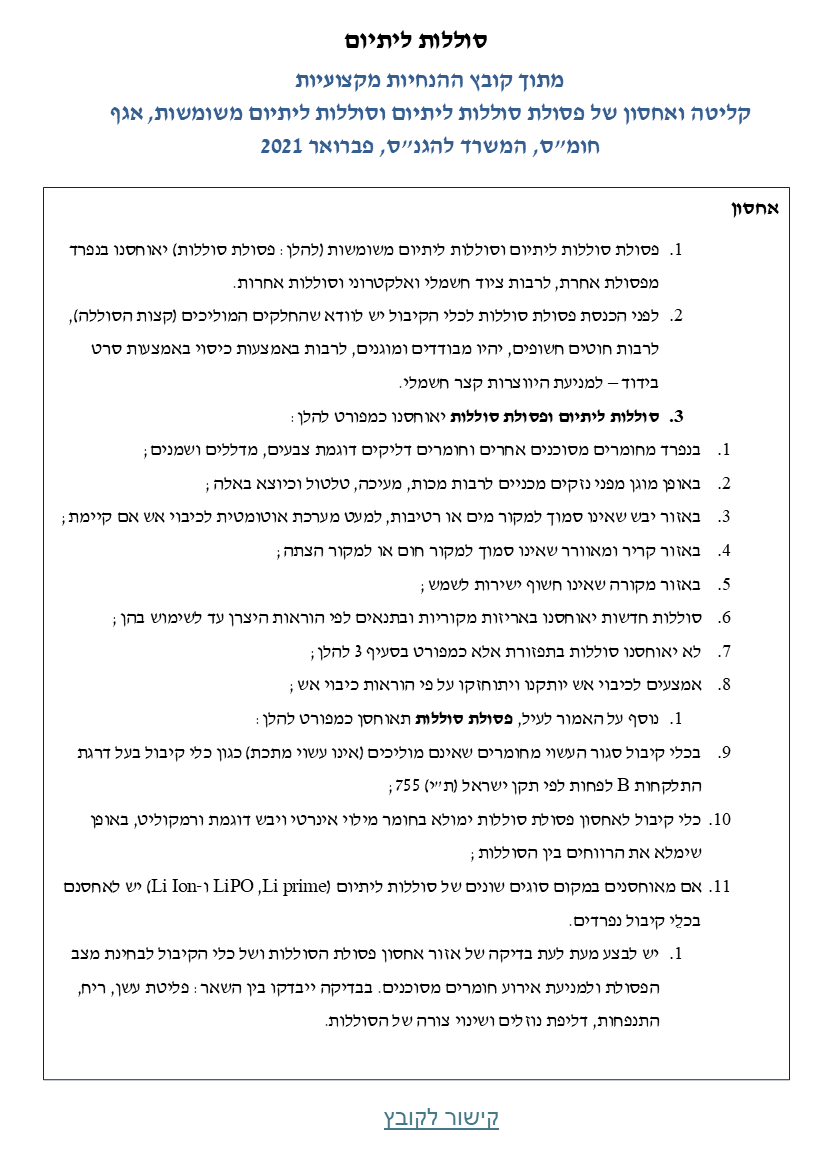 סוללות ליתיום
מתוך קובץ ההנחיות מקצועיות
קליטה ואחסון של פסולת סוללות ליתיום וסוללות ליתיום משומשות, אגף
חומ״ס, המשרד להגנ״ס, פברואר 2021
אחסון
1. פסולת סוללות ליתיום וסוללות ליתיום משומשות (להלן: פסולת סוללות) יאוחסנו בנפרד
מפסולת אחרת, לרבות ציוד חשמלי ואלקטרוני וסוללות אחרות.
2. לפני הכנסת פסולת סוללות לכלי הקיבול יש לוודא שהחלקים המוליכים (קצות הסוללה),
לרבות חוטים חשופים, יהיו מבודדים ומוגנים, לרבות באמצעות כיסוי באמצעות סרט
בידוד – למניעת היווצרות קצר חשמלי.
3. סוללות ליתיום ופסולת סוללות יאוחסנו כמפורט להלן:
1. בנפרד מחומרים מסוכנים אחרים וחומרים דליקים דוגמת צבעים, מדללים ושמנים;
2. באופן מוגן מפני נזקים מכניים לרבות מכות, מעיכה, טלטול וכיוצא באלה;
3. באזור יבש שאינו סמוך למקור מים או רטיבות, למעט מערכת אוטומטית לכיבוי אש אם קיימת;
4. באזור קריר ומאוורר שאינו סמוך למקור חום או למקור הצתה;
5. באזור מקורה שאינו חשוף ישירות לשמש;
6. סוללות חדשות יאוחסנו באריזות מקוריות ובתנאים לפי הוראות היצרן עד לשימוש בהן;
7. לא יאוחסנו סוללות בתפזורת אלא כמפורט בסעיף 3 להלן;
8. אמצעים לכיבוי אש יותקנו ויתוחזקו על פי הוראות כיבוי אש;
1. נוסף על האמור לעיל, פסולת סוללות תאוחסן כמפורט להלן:
9. בכלי קיבול סגור העשוי מחומרים שאינם מוליכים (אינו עשוי מתכת) כגון כלי קיבול בעל דרגת
התלקחות B לפחות לפי תקן ישראל (ת״י) 755;
10. כלי קיבול לאחסון פסולת סוללות ימולא בחומר מילוי אינרטי ויבש דוגמת ורמקוליט, באופן
שימלא את הרווחים בין הסוללות;
11. אם מאוחסנים במקום סוגים שונים של סוללות ליתיום (Li prime, LiPO ו-Li Ion) יש לאחסנם
בכלֵי קיבול נפרדים.
1. יש לבצע מעת לעת בדיקה של אזור אחסון פסולת הסוללות ושל כלי הקיבול לבחינת מצב
הפסולת ולמניעת אירוע חומרים מסוכנים. בבדיקה ייבדקו בין השאר: פליטת עשן, ריח,
התנפחות, דליפת נוזלים ושינוי צורה של הסוללות.
קישור לקובץ